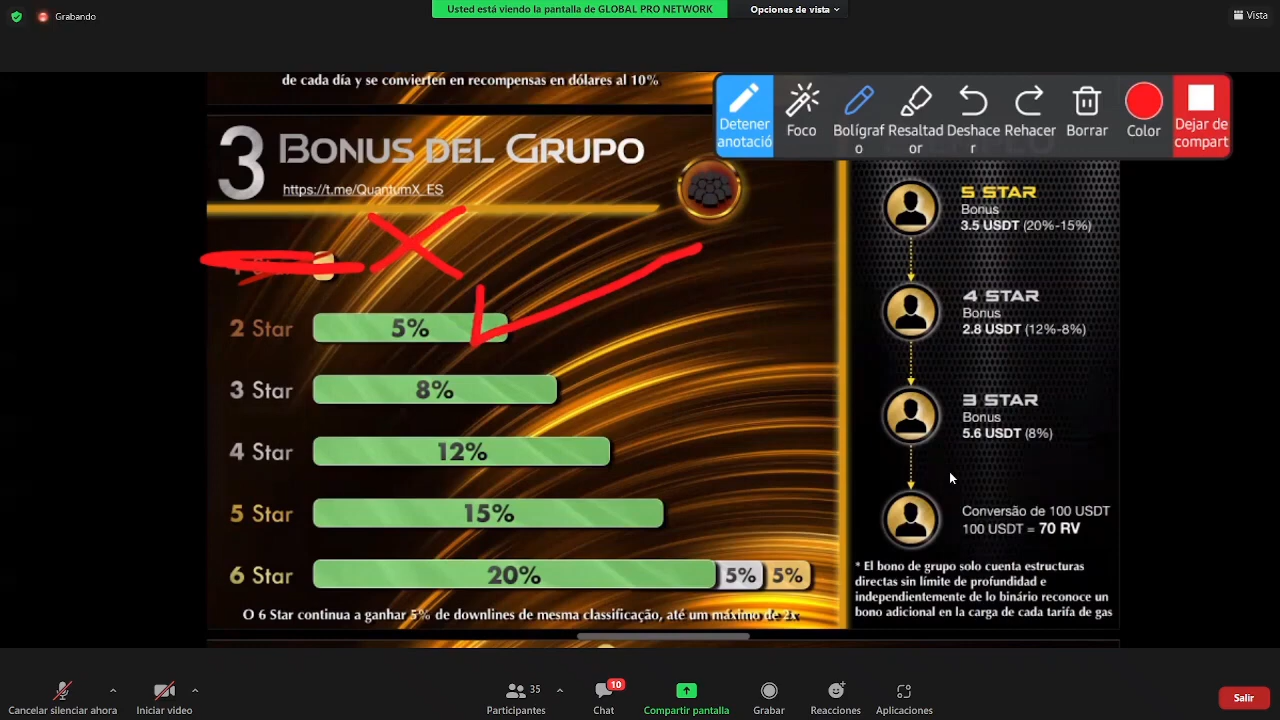 Grabando
Usted está viendo la pantalla de GLOBAL PRO NETWORK
Opciones de vista
Vista
de cada día y se convierten en recompensas en dólares al 10%
Detener anotació
Foco
Bolígrafo
Resaltador
Deshacer
Rehacer
Borrar
Color
Dejar de compart
3 Bonus del Grupo
https://t.me/QuantumX_ES
2 Star 5%
3 Star 8%
4 Star 12%
5 Star 15%
6 Star 20% 5% 5%
O 6 Star continua a ganhar 5% de downlines de mesma classificação, até um máximo de 2x
5 STAR
Bonus
3.5 USDT (20%-15%)
4 STAR
Bonus
2.8 USDT (12%-8%)
3 STAR
Bonus
5.6 USDT (8%)
Conversão de 100 USDT
100 USDT = 70 RV
* El bono de grupo solo cuenta estructuras
directas sin límite de profundidad e
independientemente de lo binário reconoce un
bono adicional en la carga de cada tarifa de gas
Cancelar silenciar ahora
Iniciar video
Participantes
35
Chat
10
Compartir pantalla
Grabar
Reacciones
Aplicaciones
Salir